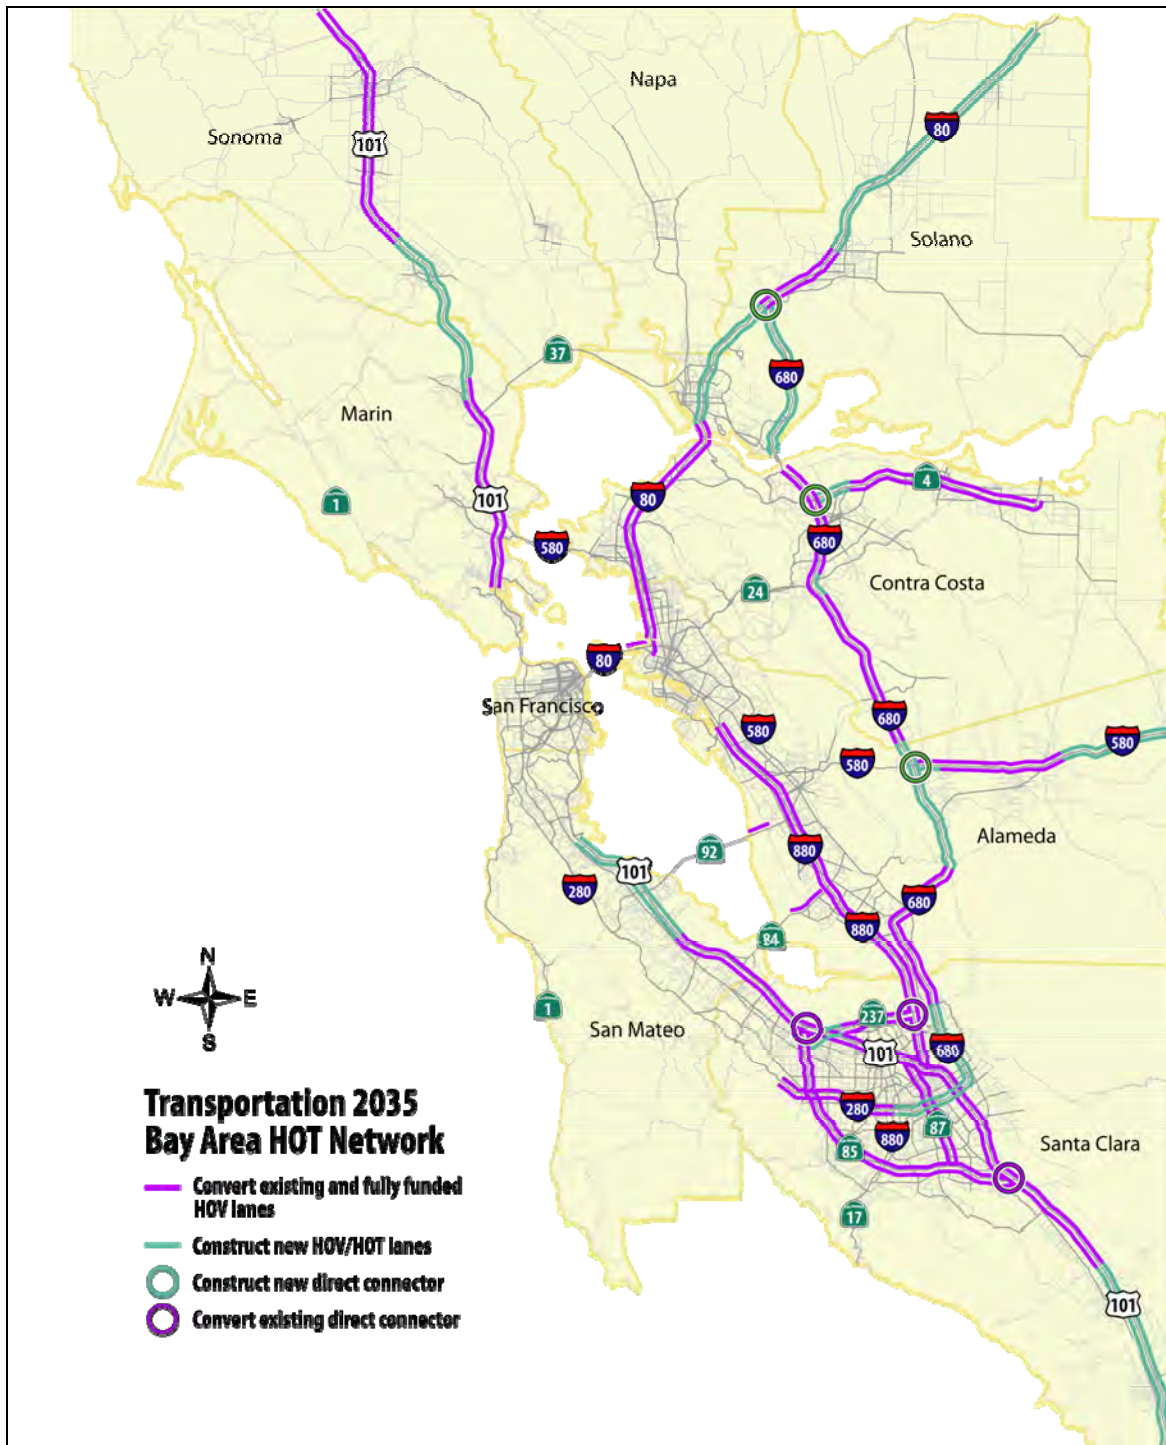 Napa
80
Sonoma
101
Solano
37
680
Marin
4
80
101
1
680
580
Contra Costa
24
80
San Francisco
680
580
580
580
Alameda
92
880
101
280
680
880
84
N
W E
S
1
237
San Mateo
680
101
Transportation 2035
Bay Area HOT Network
280
87
880
Santa Clara
85
Convert existing and fully funded
HOV lanes
17
Construct new HOV/HOT lanes
Construct new direct connector
101
Convert existing direct connector